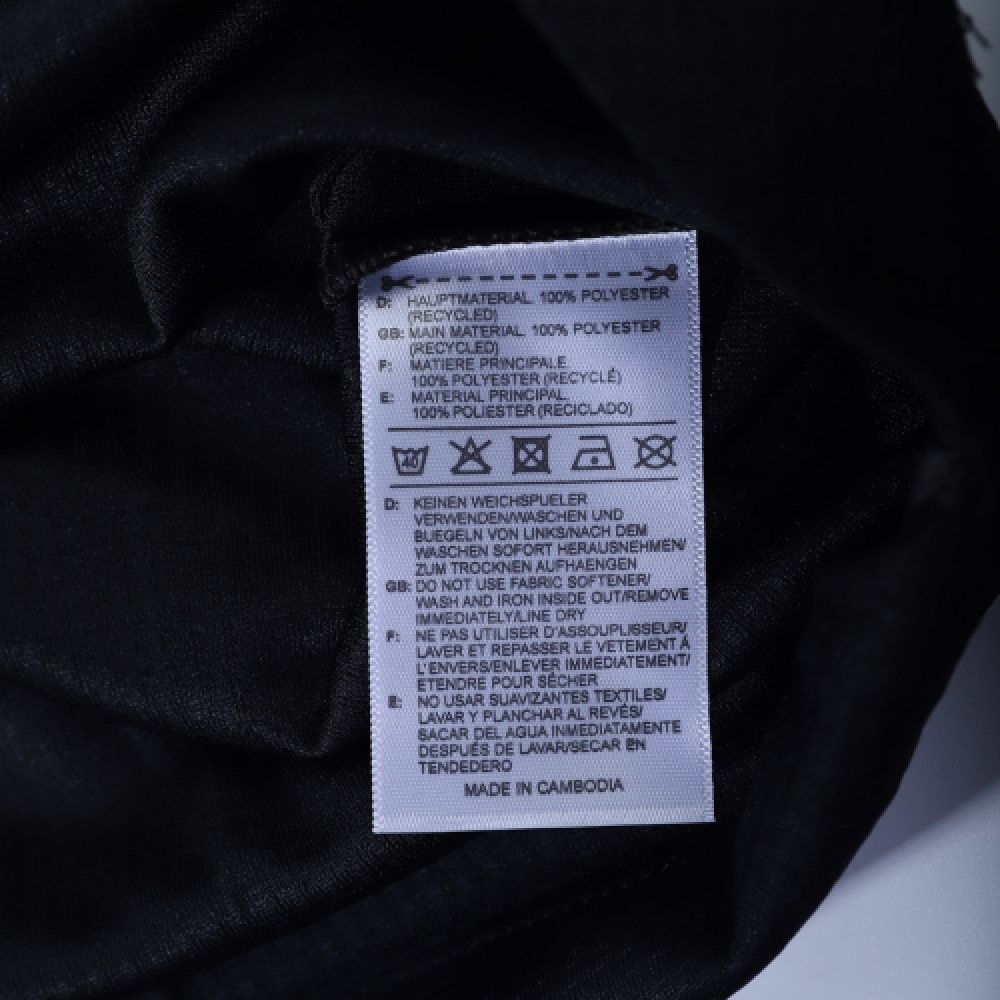 D: HAUPTMATERIAL. 100% POLYESTER
(RECYCLED)
GB: MAIN MATERIAL. 100% POLYESTER
(RECYCLED)
F: MATIERE PRINCIPALE.
100% POLYESTER (RECYCLÉ)
E: MATERIAL PRINCIPAL.
100% POLIESTER (RECICLADO)
40
D: KEINEN WEICHSPUELER
VERWENDEN/WASCHEN UND
BUEGELN VON LINKS/NACH DEM
WASCHEN SOFORT HERAUSNEHMEN/
ZUM TROCKNEN AUFHAENGEN
GB: DO NOT USE FABRIC SOFTENER/
WASH AND IRON INSIDE OUT/REMOVE
IMMEDIATELY/LINE DRY
F: NE PAS UTILISER D'ASSOUPLISSEUR/
LAVER ET REPASSER LE VETEMENT À
L'ENVERS/ENLEVER IMMEDIATEMENT/
ETENDRE POUR SÉCHER
E: NO USAR SUAVIZANTES TEXTILES/
LAVAR Y PLANCHAR AL REVÉS/
SACAR DEL AGUA INMEDIATAMENTE
DESPUÉS DE LAVAR/SECAR EN
TENDEDERO
MADE IN CAMBODIA